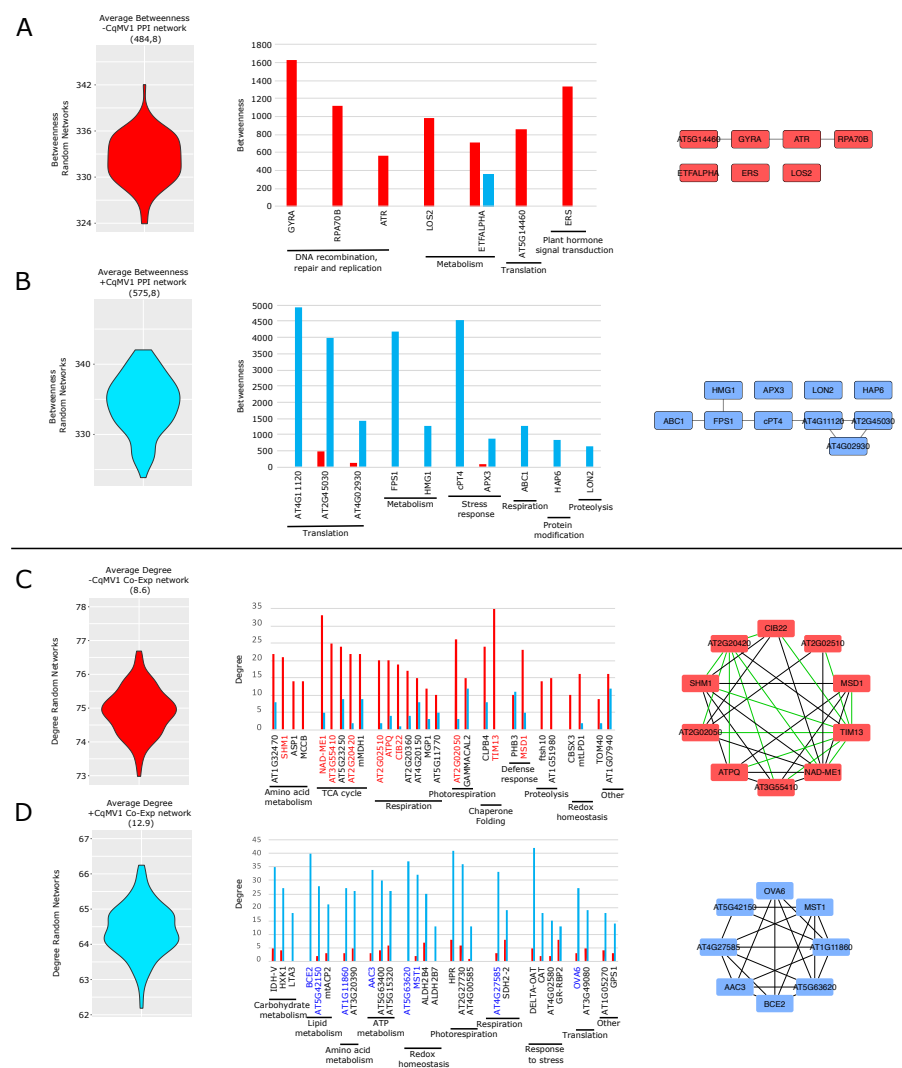 A
Average Betweenness
-CqMV1 PPI network
(484,8)
Betweenness
Random Networks
342
336
330
324
Betweenness
1800
1600
1400
1200
1000
800
600
400
200
0
GYRA
RPA70B
ATR
LOS2
ETFALPHA
AT5G14460
ERS
DNA recombination,
repair and replication
Metabolism
Translation
Plant hormone
signal transduction
AT5G14460 GYRA ATR RPA70B
ETFALPHA ERS LOS2
B
Average Betweenness
+CqMV1 PPI network
(575,8)
Betweenness
Random Networks
340
330
Betweenness
5000
4500
4000
3500
3000
2500
2000
1500
1000
500
0
AT4G11120
AT2G45030
AT4G02930
FPS1
HMG1
cPT4
APX3
ABC1
HAP6
LON2
Translation
Metabolism
Stress
response
Respiration
Protein
modification
Proteolysis
HMG1 APX3 LON2 HAP6
ABC1 FPS1 cPT4 AT4G11120 AT2G45030
AT4G02930
C
Average Degree
-CqMV1 Co-Exp network
(8.6)
Degree Random Networks
78
77
76
75
74
73
Degree
35
30
25
20
15
10
5
0
AT1G32470
SHM1
ASP1
MCCB
NAD-ME1
AT3G55410
AT5G23250
AT2G20420
mMDH1
AT2G02510
ATPQ
CIB22
AT2G20360
AT4G20150
MGP1
AT5G11770
AT2G02050
GAMMACAL2
CLPB4
TIM13
PHB3
MSD1
ftsh10
AT1G51980
CBSX3
mtLPD1
TOM40
AT1G07940
Amino acid
metabolism
TCA cycle
Respiration
Photorespiration
Chaperone
Folding
Defense
response
Proteolysis
Redox
homeostasis
Other
CIB22
AT2G20420 AT2G02510
SHM1 MSD1
AT2G02050 TIM13
ATPQ NAD-ME1
AT3G55410
D
Average Degree
+CqMV1 Co-Exp network
(12.9)
Degree Random Networks
67
66
65
64
63
62
Degree
45
40
35
30
25
20
15
10
5
0
IDH-V
HXK1
LTA3
BCE2
AT5G42150
mtACP2
AT1G11860
AT3G20390
AAC3
AT5G63400
AT5G15320
AT5G63620
MST1
ALDH2B4
ALDH2B7
HPR
AT2G27730
AT4G00585
AT4G27585
SDH2-2
DELTA-OAT
CAT
AT4G02580
GR-RBP2
OVA6
AT3G49080
AT1G05270
GPS1
Carbohydrate
metabolism
Lipid
metabolism
Amino acid
metabolism
ATP
metabolism
Redox
homeostasis
Photorespiration
Respiration
Response
to stress
Translation
Other
OVA6
AT5G42150 MST1
AT4G27585 AT1G11860
AAC3 AT5G63620
BCE2